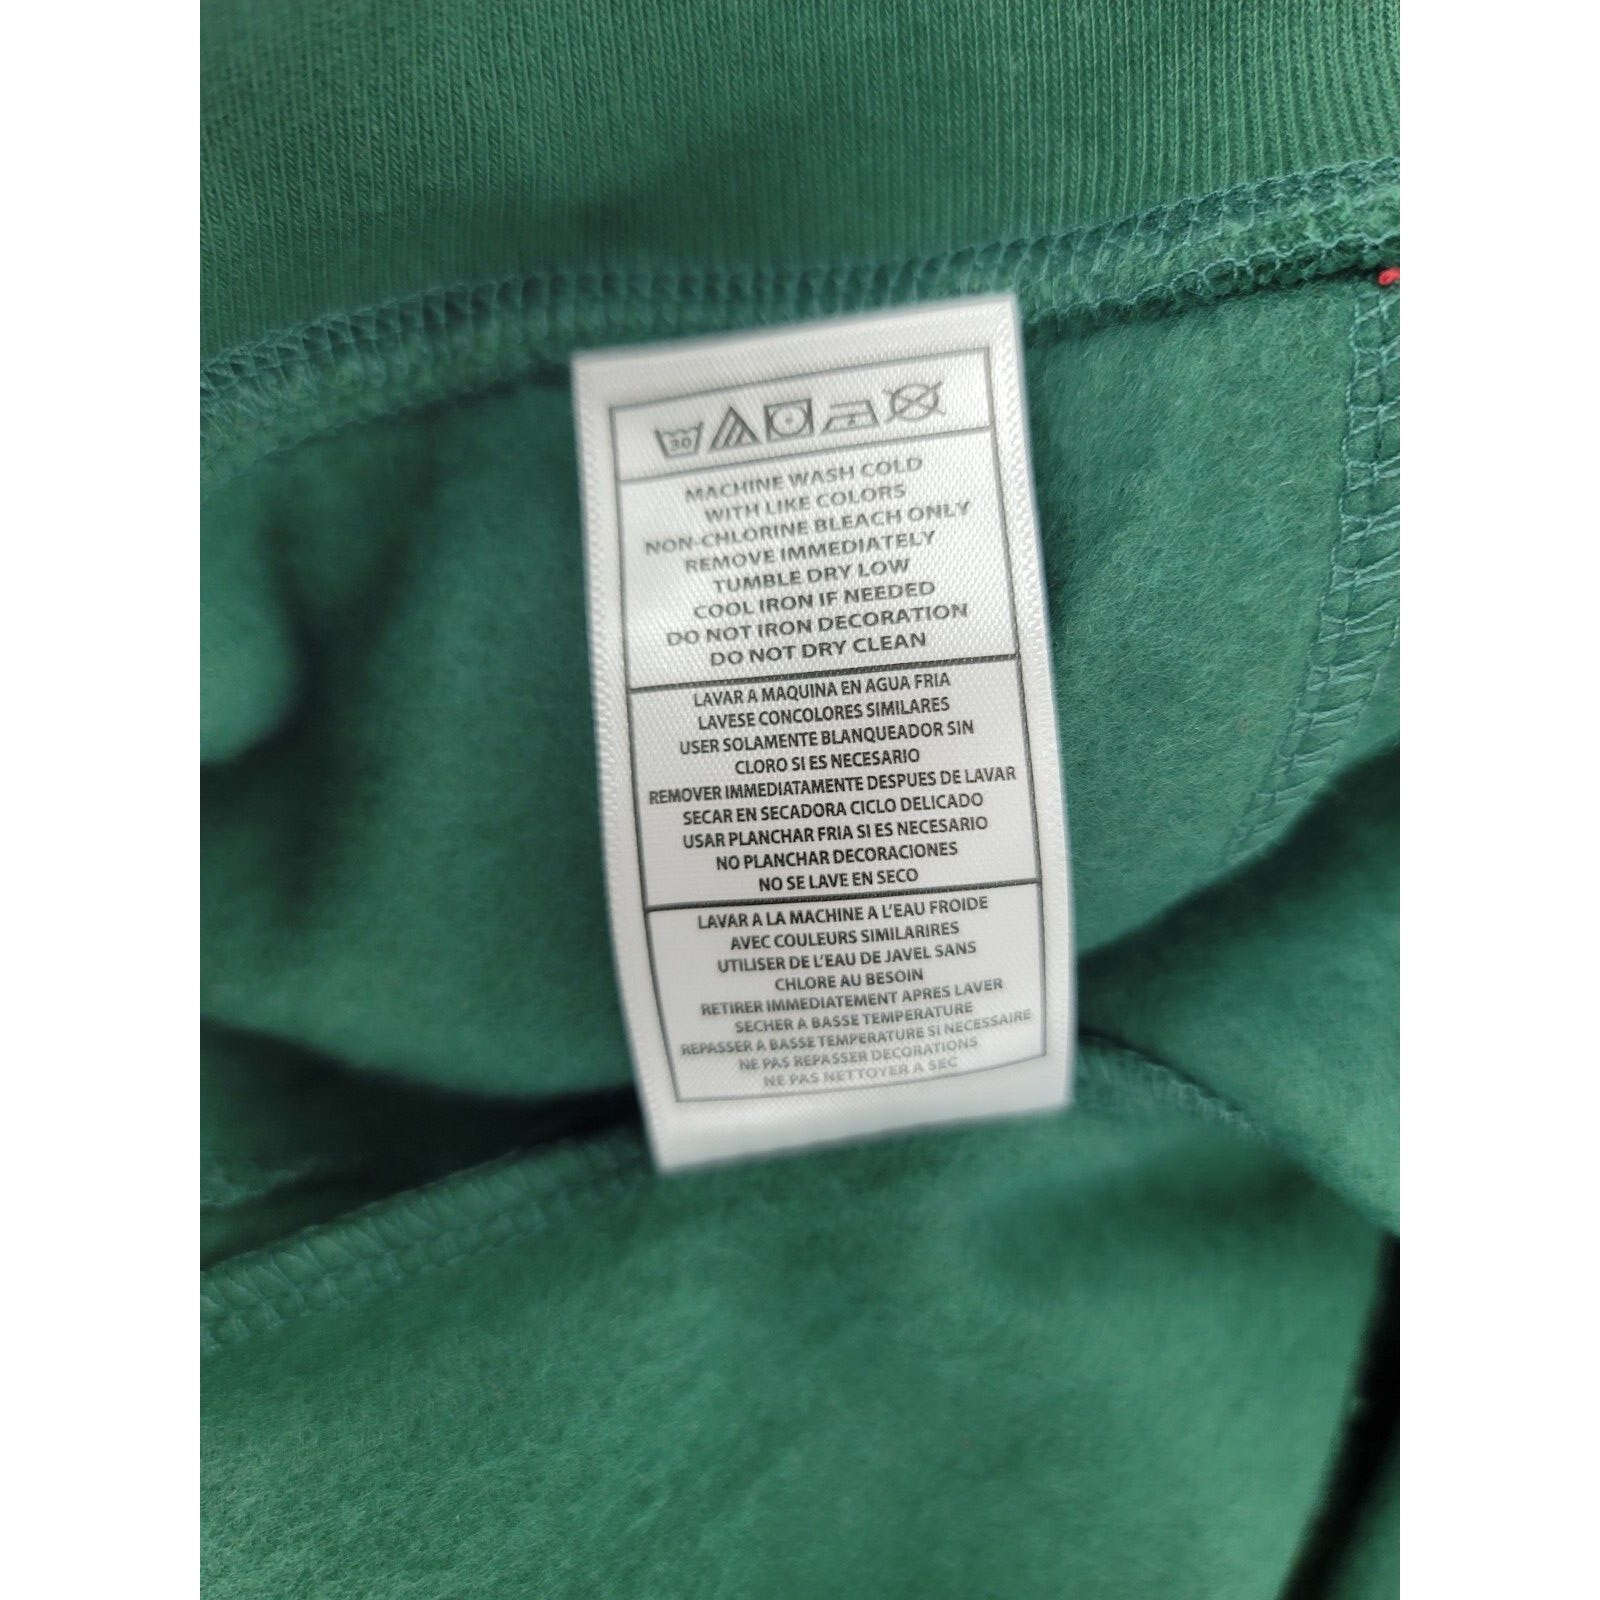 30
MACHINE WASH COLD
WITH LIKE COLORS
NON-CHLORINE BLEACH ONLY
REMOVE IMMEDIATELY
TUMBLE DRY LOW
COOL IRON IF NEEDED
DO NOT IRON DECORATION
DO NOT DRY CLEAN
LAVAR A MAQUINA EN AGUA FRIA
LAVESE CONCOLORES SIMILARES
USER SOLAMENTE BLANQUEADOR SIN
CLORO SI ES NECESARIO
REMOVER IMMEDIATAMENTE DESPUES DE LAVAR
SECAR EN SECADORA CICLO DELICADO
USAR PLANCHAR FRIA SI ES NECESARIO
NO PLANCHAR DECORACIONES
NO SE LAVE EN SECO
LAVAR A LA MACHINE A L'EAU FROIDE
AVEC COULEURS SIMILARIRES
UTILISER DE L'EAU DE JAVEL SANS
CHLORE AU BESOIN
RETIRER IMMEDIATEMENT APRES LAVER
SECHER A BASSE TEMPERATURE
REPASSER A BASSE TEMPERATURE SI NECESSAIRE
NE PAS REPASSER DECORATIONS
NE PAS NETTOYER A SEC